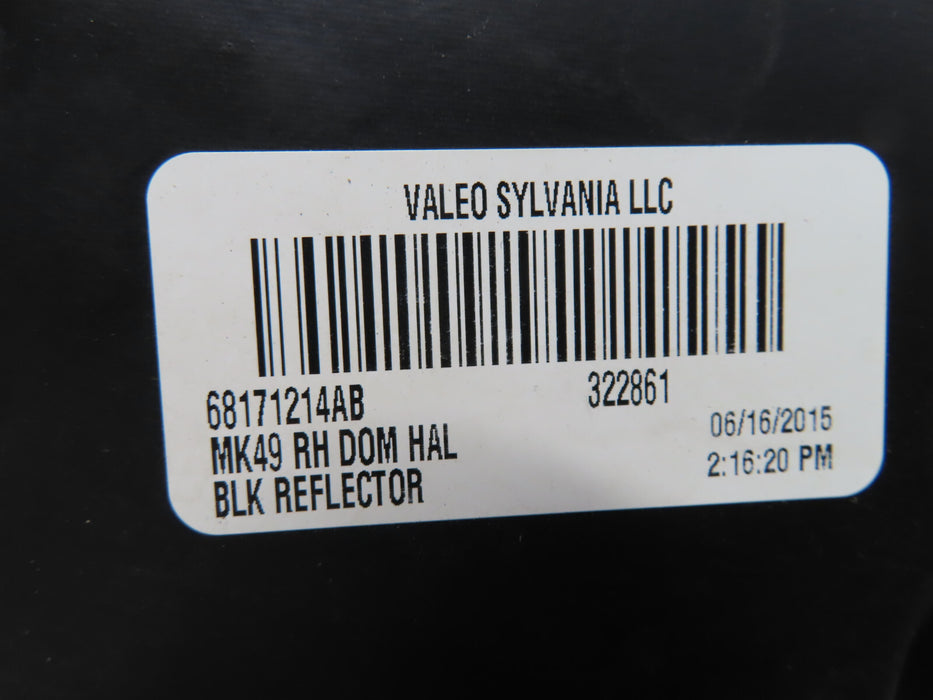 VALEO SYLVANIA LLC
68171214AB 322861
MK49 RH DOM HAL 06/16/2015
BLK REFLECTOR 2:16:20 PM